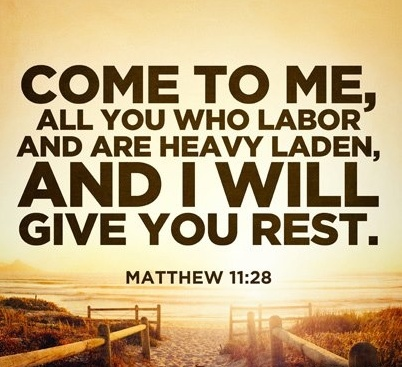 COME TO ME,
ALL YOU WHO LABOR
AND ARE HEAVY LADEN,
AND I WILL
GIVE YOU REST.
MATTHEW 11:28